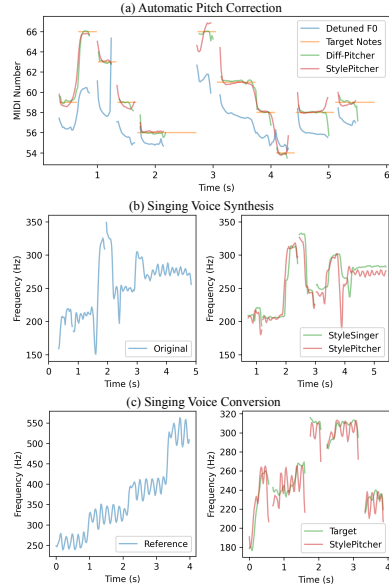 (a) Automatic Pitch Correction
MIDI Number
66
64
62
60
58
56
54
Detuned F0
Target Notes
Diff-Pitcher
StylePitcher
1
2
3
4
5
6
Time (s)
(b) Singing Voice Synthesis
Frequency (Hz)
350
300
250
200
150
Original
0
1
2
3
4
5
Time (s)
Frequency (Hz)
350
300
250
200
150
StyleSinger
StylePitcher
1
2
3
4
5
Time (s)
(c) Singing Voice Conversion
Frequency (Hz)
550
500
450
400
350
300
250
Reference
0
1
2
3
4
Time (s)
Frequency (Hz)
320
300
280
260
240
220
200
180
Target
StylePitcher
0
1
2
3
4
Time (s)